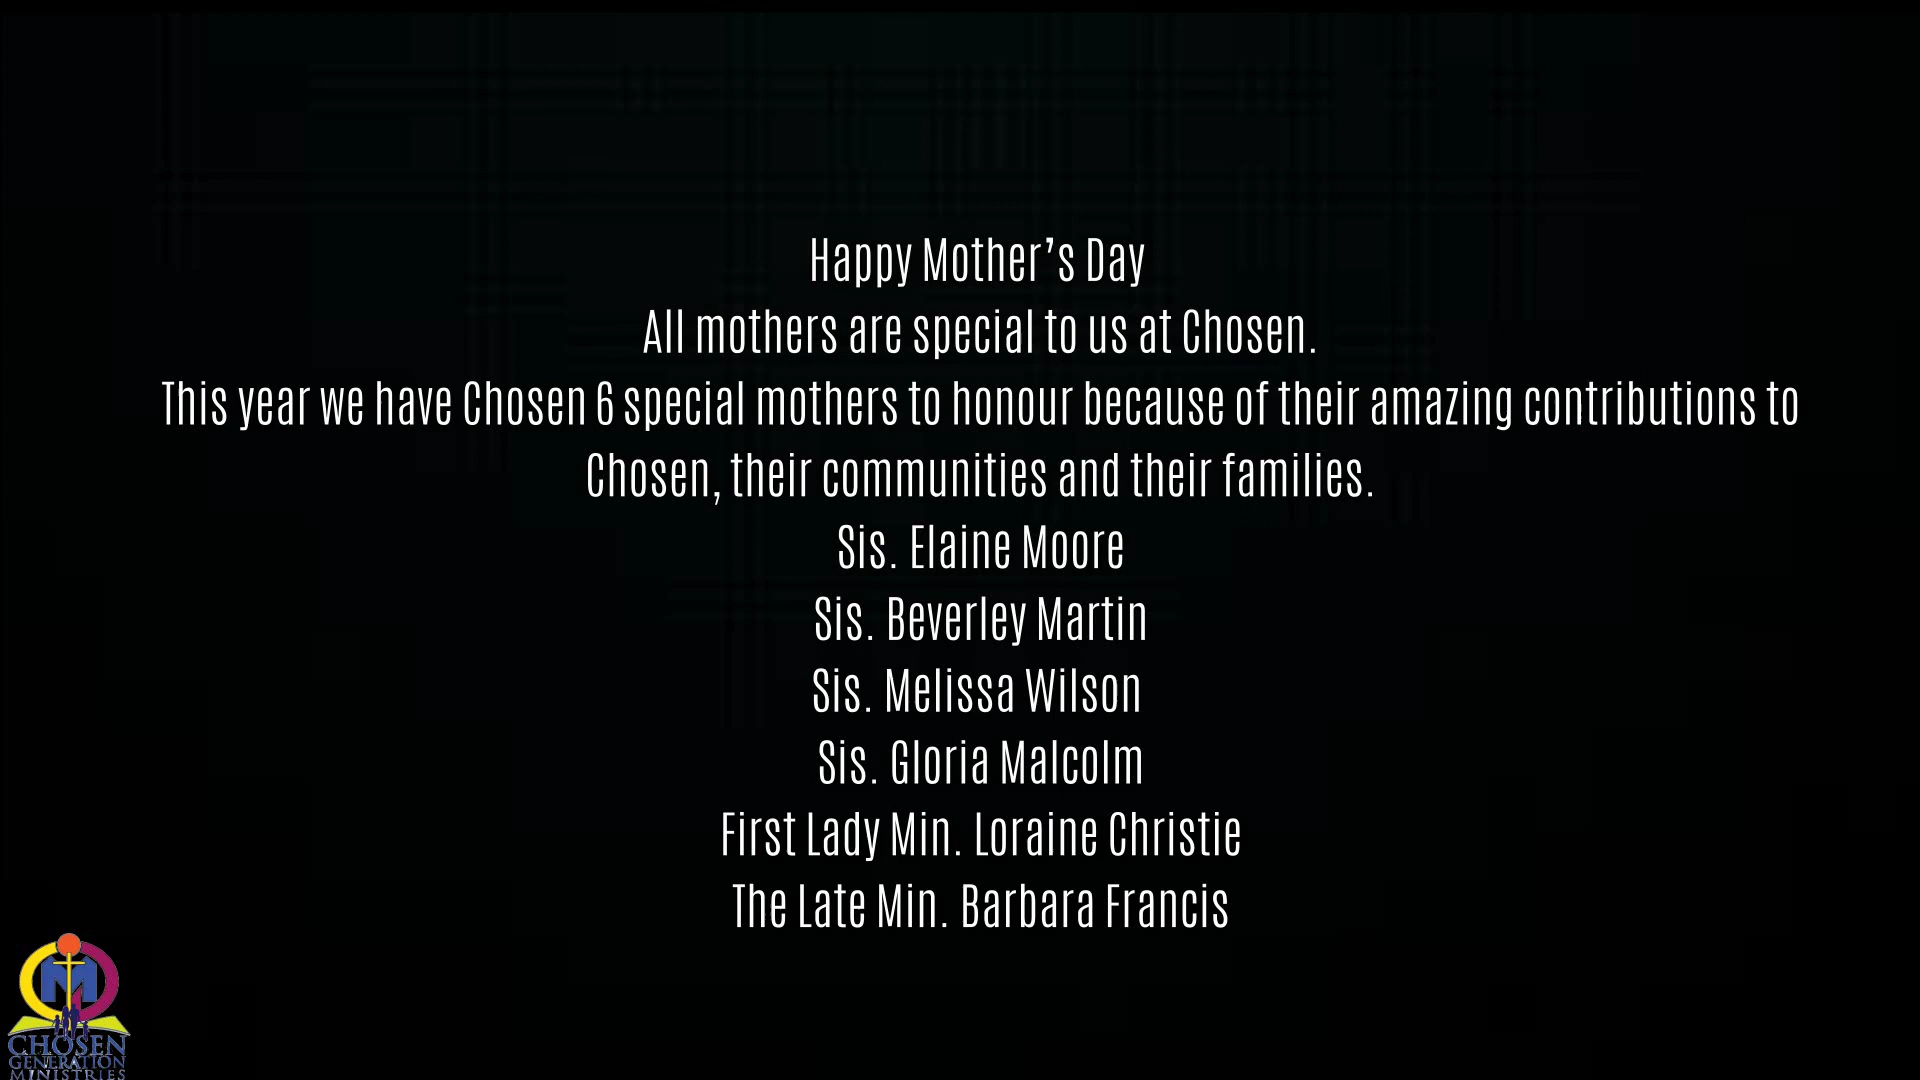 Happy Mother’s Day
All mothers are special to us at Chosen.
This year we have Chosen 6 special mothers to honour because of their amazing contributions to
Chosen, their communities and their families.
Sis. Elaine Moore
Sis. Beverley Martin
Sis. Melissa Wilson
Sis. Gloria Malcolm
First Lady Min. Loraine Christie
The Late Min. Barbara Francis
CHOSEN
GENERATION
MINISTRIES